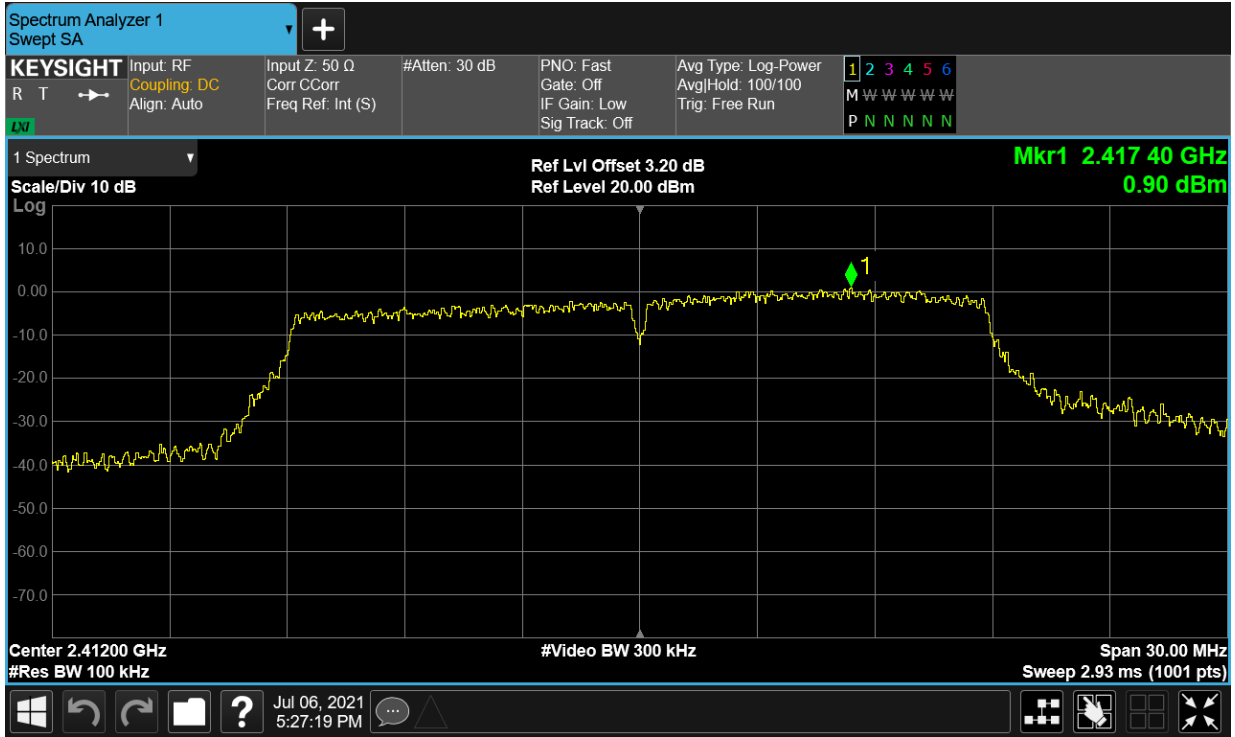 Spectrum Analyzer 1
Swept SA
KEYSIGHT
R T
LXI
Input: RF
Coupling: DC
Align: Auto
Input Z: 50 Ω
Corr CCorr
Freq Ref: Int (S)
#Atten: 30 dB
PNO: Fast
Gate: Off
IF Gain: Low
Sig Track: Off
Avg Type: Log-Power
Avg|Hold: 100/100
Trig: Free Run
1 2 3 4 5 6
M W W W W W
P N N N N N
1 Spectrum
Scale/Div 10 dB
Log
Ref Lvl Offset 3.20 dB
Ref Level 20.00 dBm
Mkr1 2.417 40 GHz
0.90 dBm
1
10.0
0.00
-10.0
-20.0
-30.0
-40.0
-50.0
-60.0
-70.0
Center 2.41200 GHz
#Res BW 100 kHz
#Video BW 300 kHz
Span 30.00 MHz
Sweep 2.93 ms (1001 pts)
?
Jul 06, 2021
5:27:19 PM